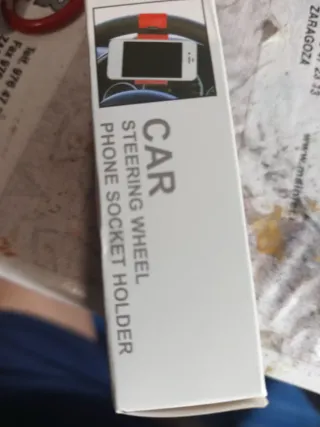 CAR
STEERING WHEEL
PHONE SOCKET HOLDER
ZARAGOZA